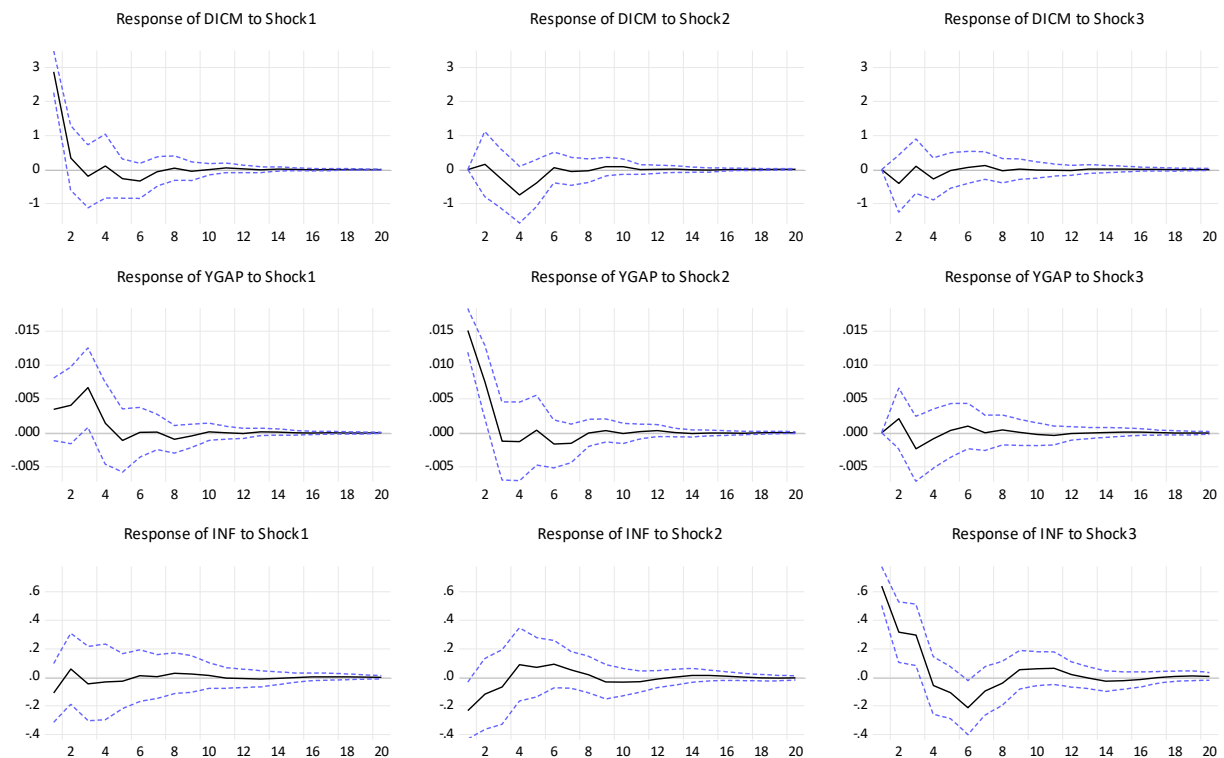 Response of DICM to Shock1
Response of DICM to Shock2
Response of DICM to Shock3
3
2
1
0
-1
2 4 6 8 10 12 14 16 18 20
3
2
1
0
-1
2 4 6 8 10 12 14 16 18 20
3
2
1
0
-1
2 4 6 8 10 12 14 16 18 20
Response of YGAP to Shock1
Response of YGAP to Shock2
Response of YGAP to Shock3
.015
.010
.005
.000
-.005
2 4 6 8 10 12 14 16 18 20
.015
.010
.005
.000
-.005
2 4 6 8 10 12 14 16 18 20
.015
.010
.005
.000
-.005
2 4 6 8 10 12 14 16 18 20
Response of INF to Shock1
Response of INF to Shock2
Response of INF to Shock3
.6
.4
.2
.0
-.2
-.4
2 4 6 8 10 12 14 16 18 20
.6
.4
.2
.0
-.2
-.4
2 4 6 8 10 12 14 16 18 20
.6
.4
.2
.0
-.2
-.4
2 4 6 8 10 12 14 16 18 20